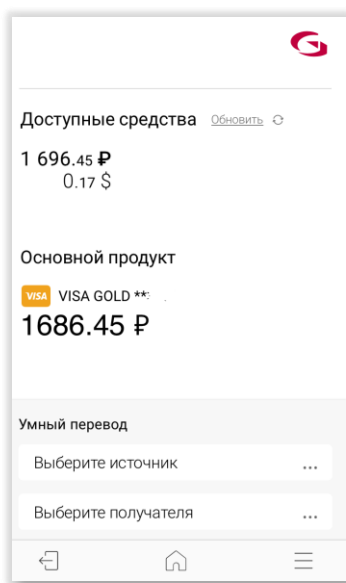 Доступные средства Обновить
1 696.45 ₽
0.17 $
Основной продукт
VISA VISA GOLD **
1686.45 ₽
Умный перевод
Выберите источник ...
Выберите получателя ...